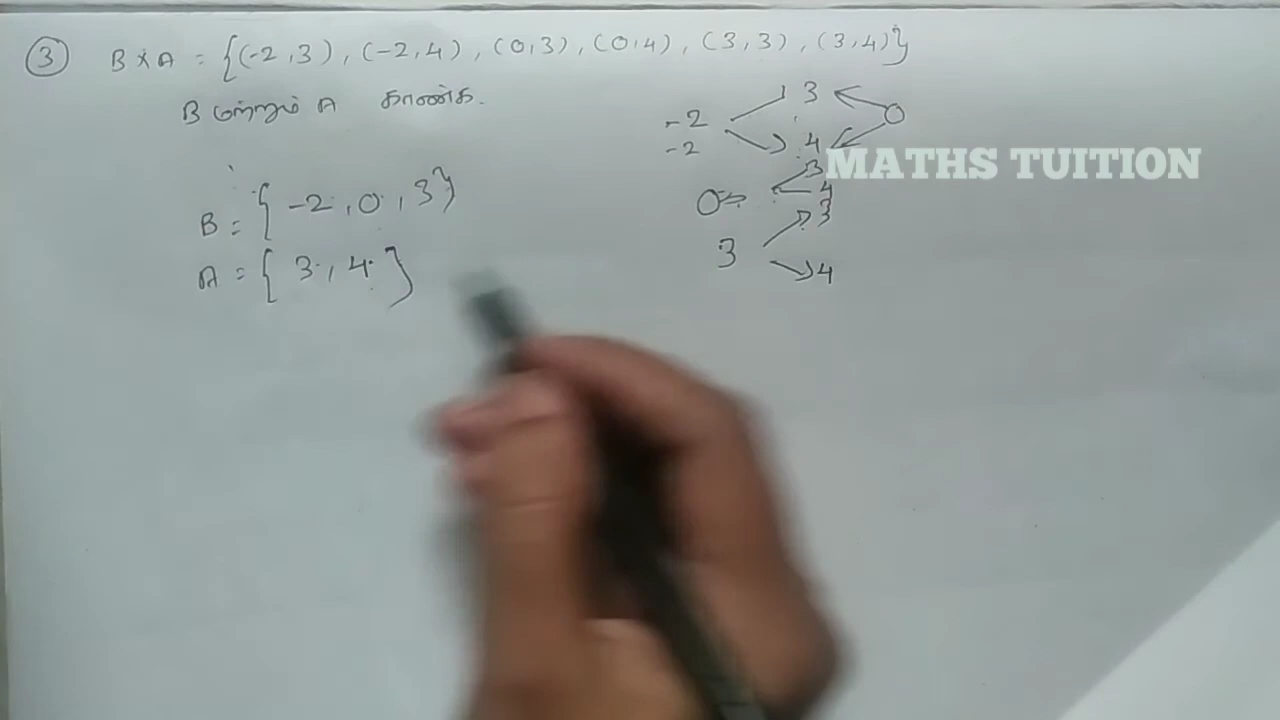 ③ B × A = {(-2,3), (-2,4), (0,3), (0,4), (3,3), (3,4)}
B மற்றும் A காண்க.
-2 3 0
-2 4
MATHS TUITION
3
0 4
B = {-2, 0, 3}
3
A = {3, 4}
3
4